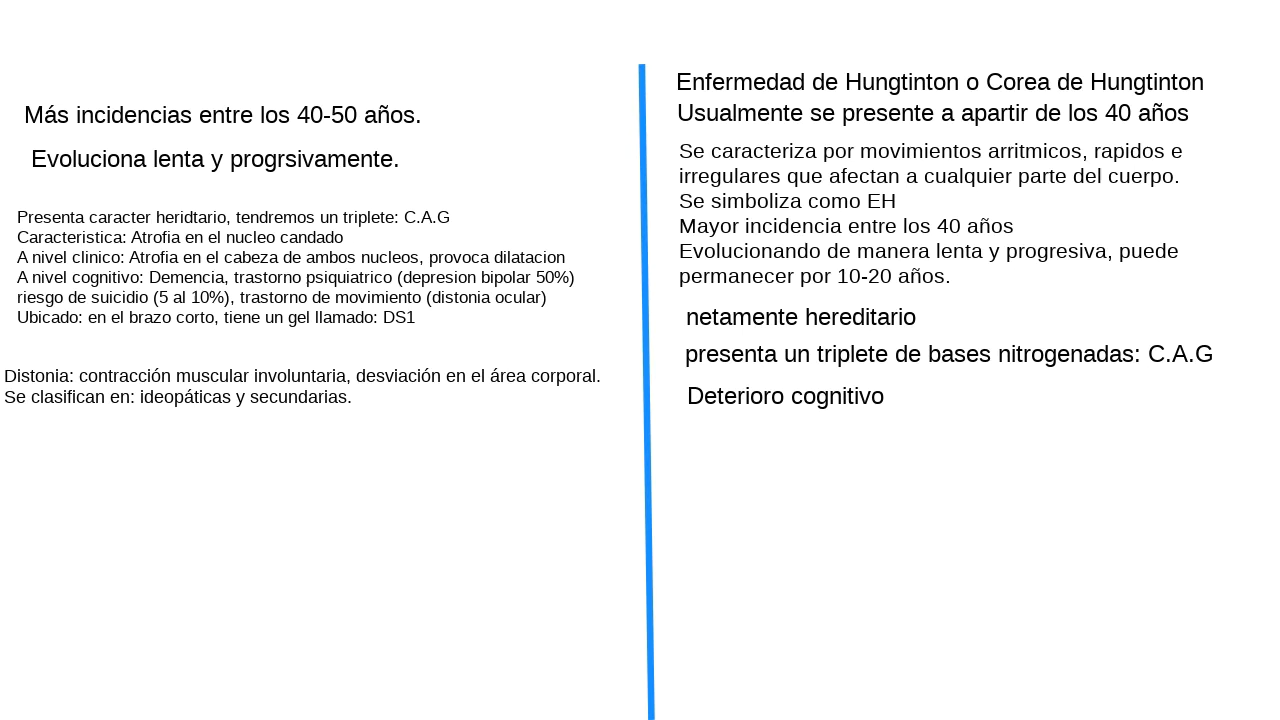 Más incidencias entre los 40-50 años.
Evoluciona lenta y progrsivamente.
Presenta caracter heridtario, tendremos un triplete: C.A.G
Caracteristica: Atrofia en el nucleo candado
A nivel clinico: Atrofia en el cabeza de ambos nucleos, provoca dilatacion
A nivel cognitivo: Demencia, trastorno psiquiatrico (depresion bipolar 50%)
riesgo de suicidio (5 al 10%), trastorno de movimiento (distonia ocular)
Ubicado: en el brazo corto, tiene un gel llamado: DS1
Distonia: contracción muscular involuntaria, desviación en el área corporal.
Se clasifican en: ideopáticas y secundarias.
Enfermedad de Hungtinton o Corea de Hungtinton
Usualmente se presente a apartir de los 40 años
Se caracteriza por movimientos arritmicos, rapidos e
irregulares que afectan a cualquier parte del cuerpo.
Se simboliza como EH
Mayor incidencia entre los 40 años
Evolucionando de manera lenta y progresiva, puede
permanecer por 10-20 años.
netamente hereditario
presenta un triplete de bases nitrogenadas: C.A.G
Deterioro cognitivo